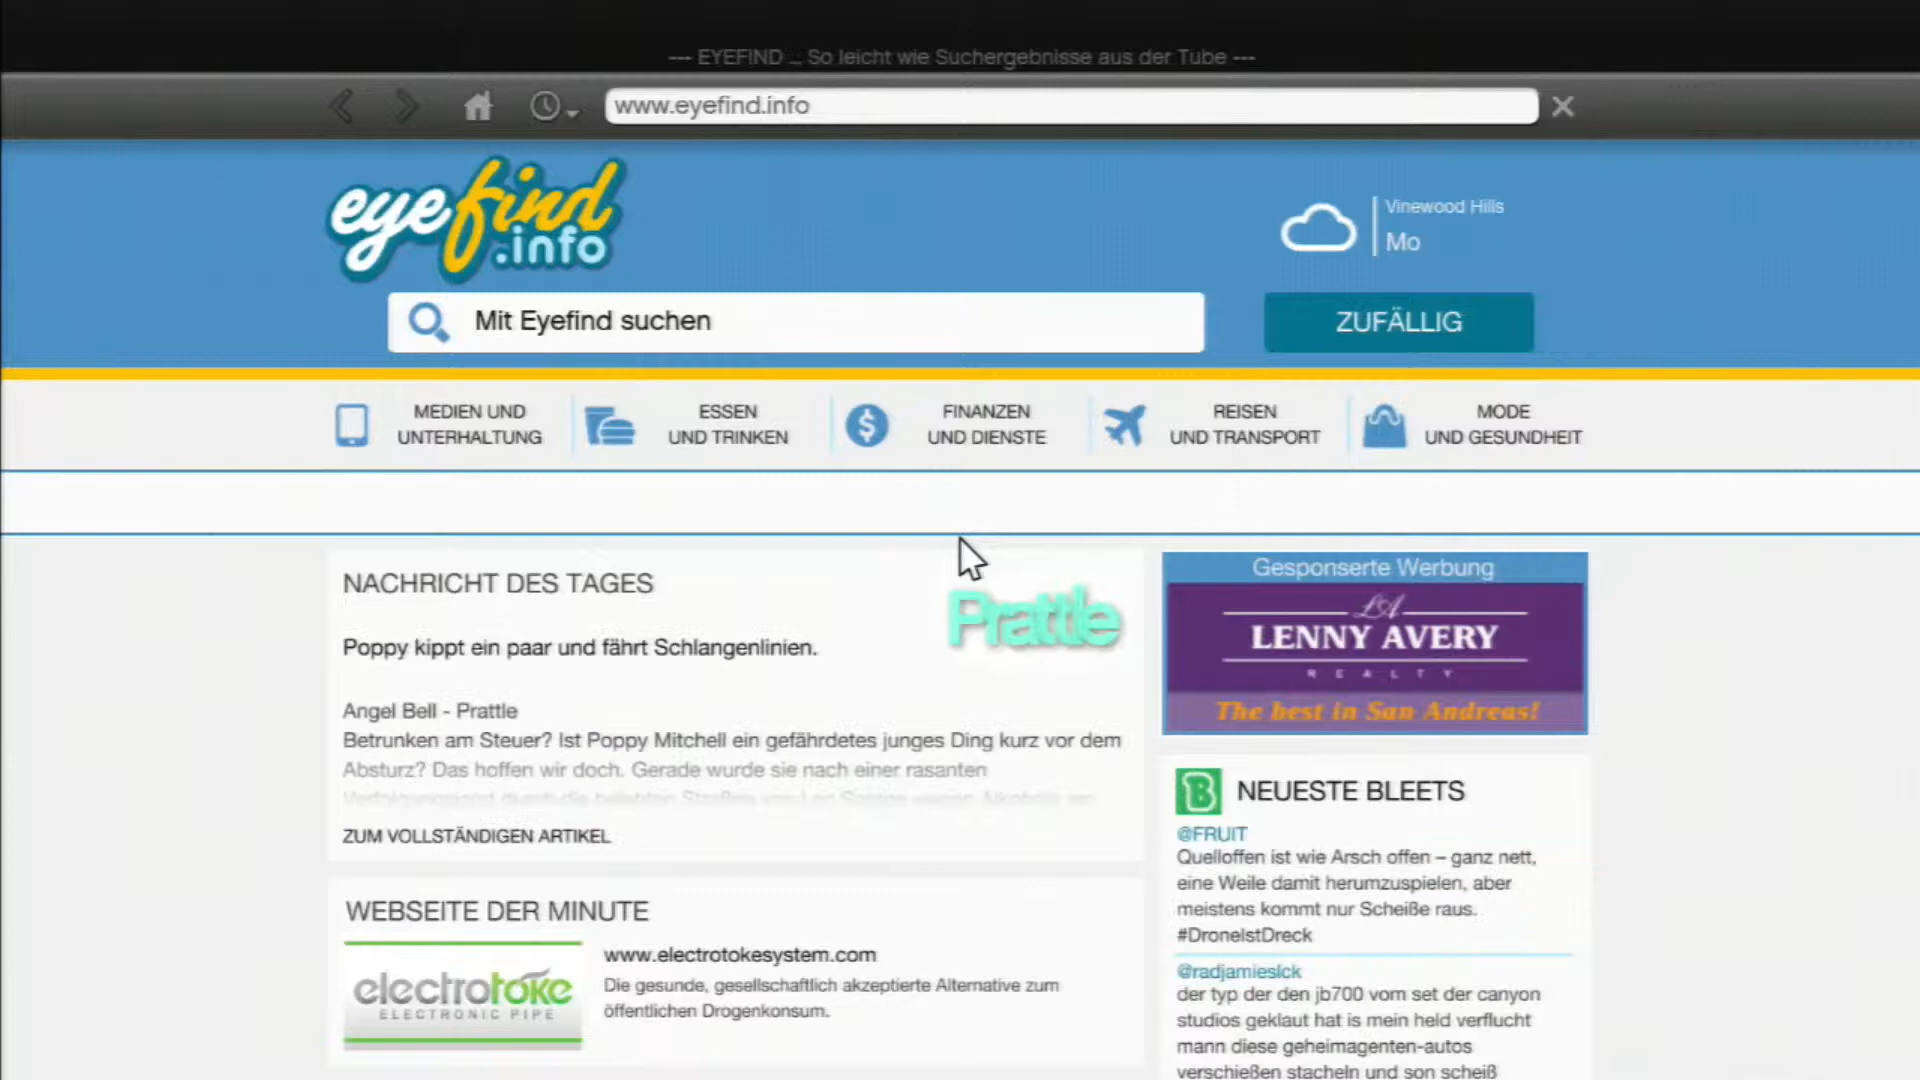 --- EYEFIND ... So leicht wie Suchergebnisse aus der Tube ---
www.eyefind.info
eyefind
.info
Vinewood Hills
Mo
Mit Eyefind suchen
ZUFÄLLIG
MEDIEN UND
UNTERHALTUNG
ESSEN
UND TRINKEN
FINANZEN
UND DIENSTE
REISEN
UND TRANSPORT
MODE
UND GESUNDHEIT
NACHRICHT DES TAGES
Prattle
Poppy kippt ein paar und fährt Schlangenlinien.
Angel Bell - Prattle
Betrunken am Steuer? Ist Poppy Mitchell ein gefährdetes junges Ding kurz vor dem
Absturz? Das hoffen wir doch. Gerade wurde sie nach einer rasanten
ZUM VOLLSTÄNDIGEN ARTIKEL
WEBSEITE DER MINUTE
electrotoke
ELECTRONIC PIPE
www.electrotokesystem.com
Die gesunde, gesellschaftlich akzeptierte Alternative zum
öffentlichen Drogenkonsum.
Gesponserte Werbung
LA
LENNY AVERY
REALTY
The best in San Andreas!
B
NEUESTE BLEETS
@FRUIT
Quelloffen ist wie Arsch offen – ganz nett,
eine Weile damit herumzuspielen, aber
meistens kommt nur Scheiße raus.
#DroneIstDreck
@radjamieslck
der typ der den jb700 vom set der canyon
studios geklaut hat is mein held verflucht
mann diese geheimagenten-autos
verschießen stacheln und son scheiß